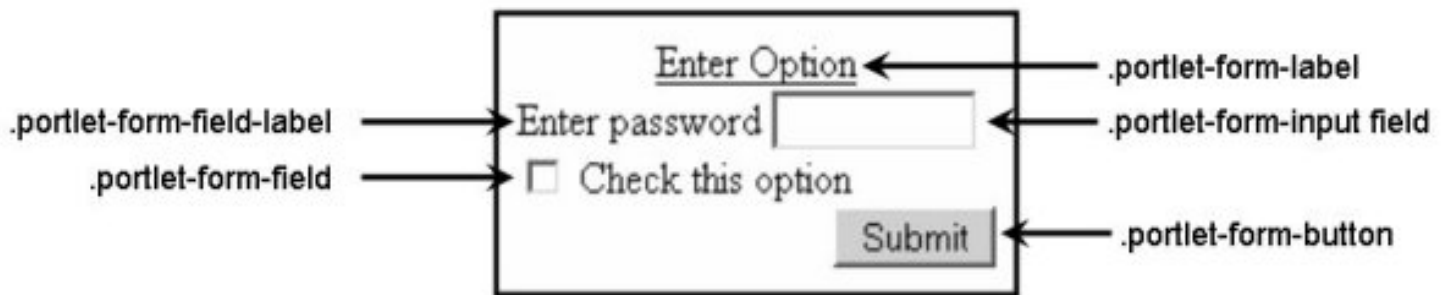 Enter Option
.portlet-form-label
.portlet-form-field-label
Enter password
.portlet-form-input field
.portlet-form-field
Check this option
Submit
.portlet-form-button